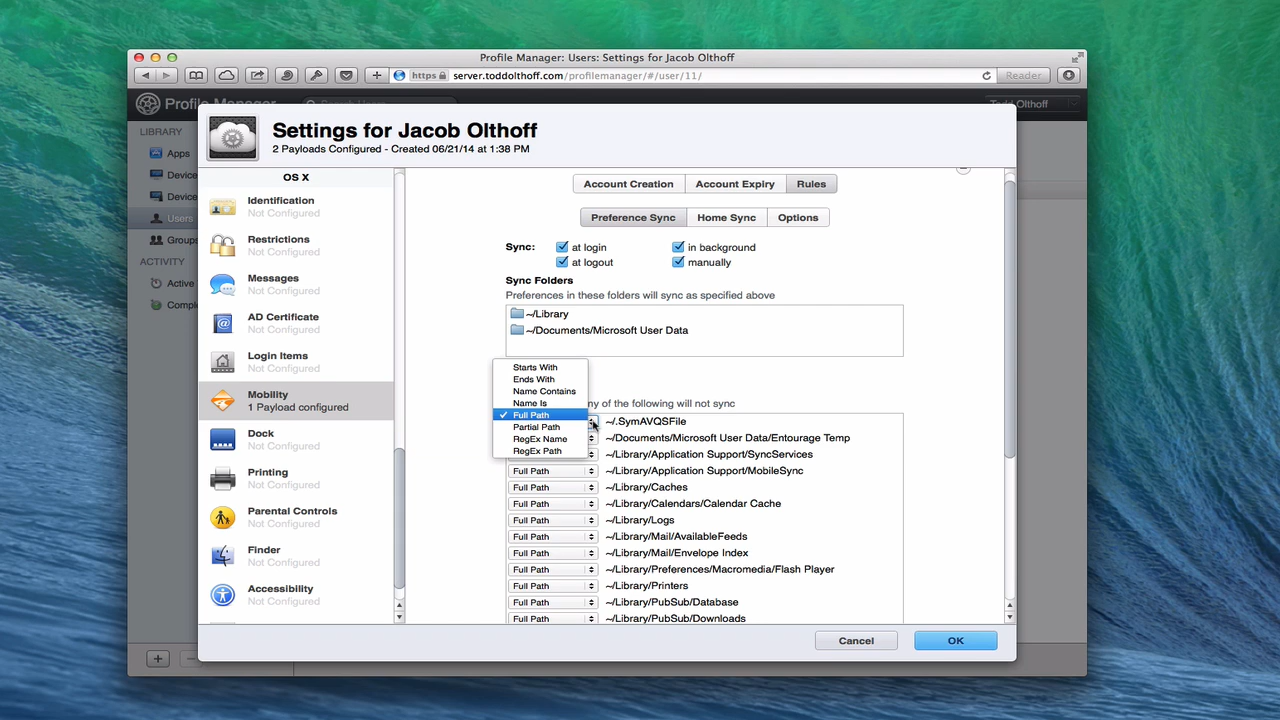 Profile Manager: Users: Settings for Jacob Olthoff
https server.toddolthoff.com/profilemanager/#/user/11/ Reader
Profile Manager Search Users Todd Olthoff
LIBRARY
Apps
Device
Device
Users
Groups
ACTIVITY
Active
Comple
Settings for Jacob Olthoff
2 Payloads Configured - Created 06/21/14 at 1:38 PM
OS X
Identification
Not Configured
Restrictions
Not Configured
Messages
Not Configured
AD Certificate
Not Configured
Login Items
Not Configured
Mobility
1 Payload configured
Dock
Not Configured
Printing
Not Configured
Parental Controls
Not Configured
Finder
Not Configured
Accessibility
Not Configured
Account Creation Account Expiry Rules
Preference Sync Home Sync Options
Sync: at login in background
at logout manually
Sync Folders
Preferences in these folders will sync as specified above
~/Library
~/Documents/Microsoft User Data
Starts With
Ends With
Name Contains
Name Is
Full Path
Partial Path
RegEx Name
RegEx Path
ny of the following will not sync
~/.SymAVQSFile
~/Documents/Microsoft User Data/Entourage Temp
~/Library/Application Support/SyncServices
Full Path ~/Library/Application Support/MobileSync
Full Path ~/Library/Caches
Full Path ~/Library/Calendars/Calendar Cache
Full Path ~/Library/Logs
Full Path ~/Library/Mail/AvailableFeeds
Full Path ~/Library/Mail/Envelope Index
Full Path ~/Library/Preferences/Macromedia/Flash Player
Full Path ~/Library/Printers
Full Path ~/Library/PubSub/Database
Full Path ~/Library/PubSub/Downloads
Cancel OK